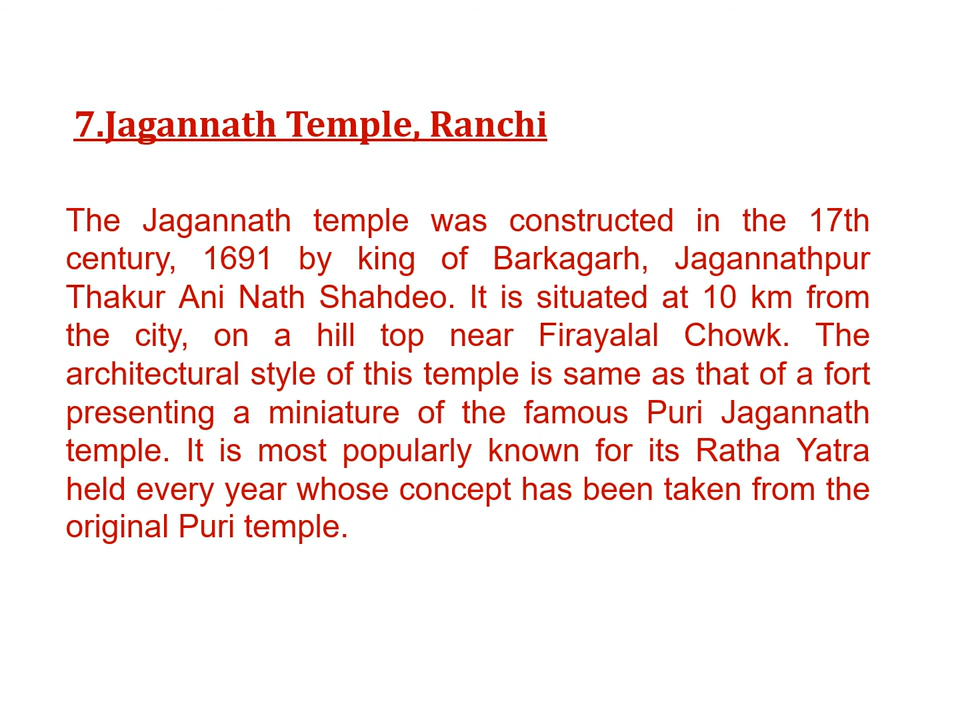 7.Jagannath Temple, Ranchi
The Jagannath temple was constructed in the 17th
century, 1691 by king of Barkagarh, Jagannathpur
Thakur Ani Nath Shahdeo. It is situated at 10 km from
the city, on a hill top near Firayalal Chowk. The
architectural style of this temple is same as that of a fort
presenting a miniature of the famous Puri Jagannath
temple. It is most popularly known for its Ratha Yatra
held every year whose concept has been taken from the
original Puri temple.